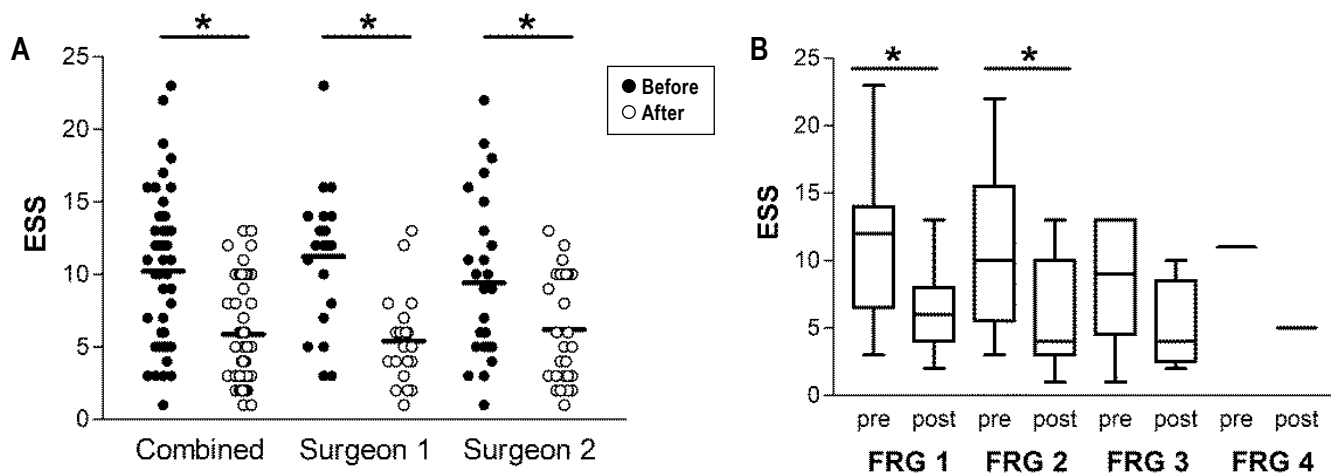 A
* * *
25
20
15
10
5
0
ESS
Before
After
Combined Surgeon 1 Surgeon 2
B
* *
25
20
15
10
5
0
ESS
pre post pre post pre post pre post
FRG 1 FRG 2 FRG 3 FRG 4